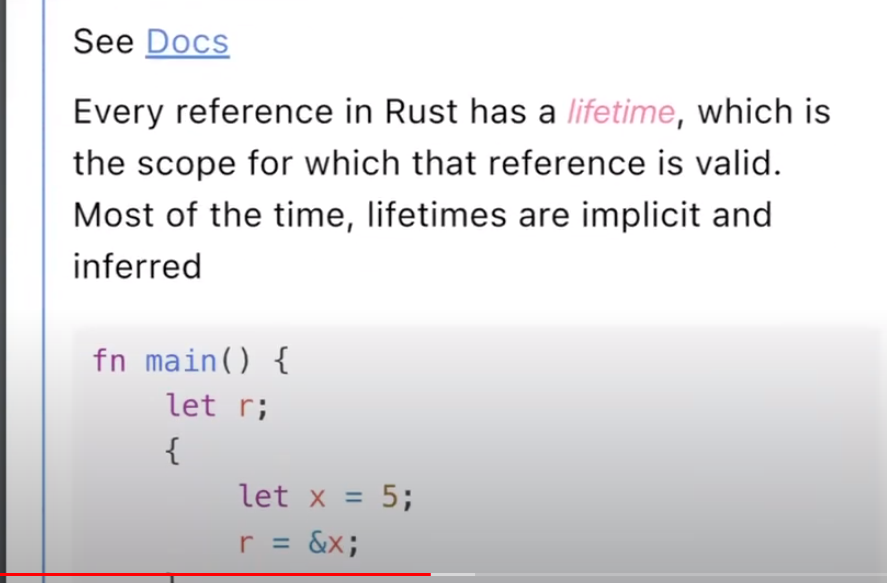 See Docs
Every reference in Rust has a lifetime, which is
the scope for which that reference is valid.
Most of the time, lifetimes are implicit and
inferred
fn main() {
    let r;
    {
        let x = 5;
        r = &x;